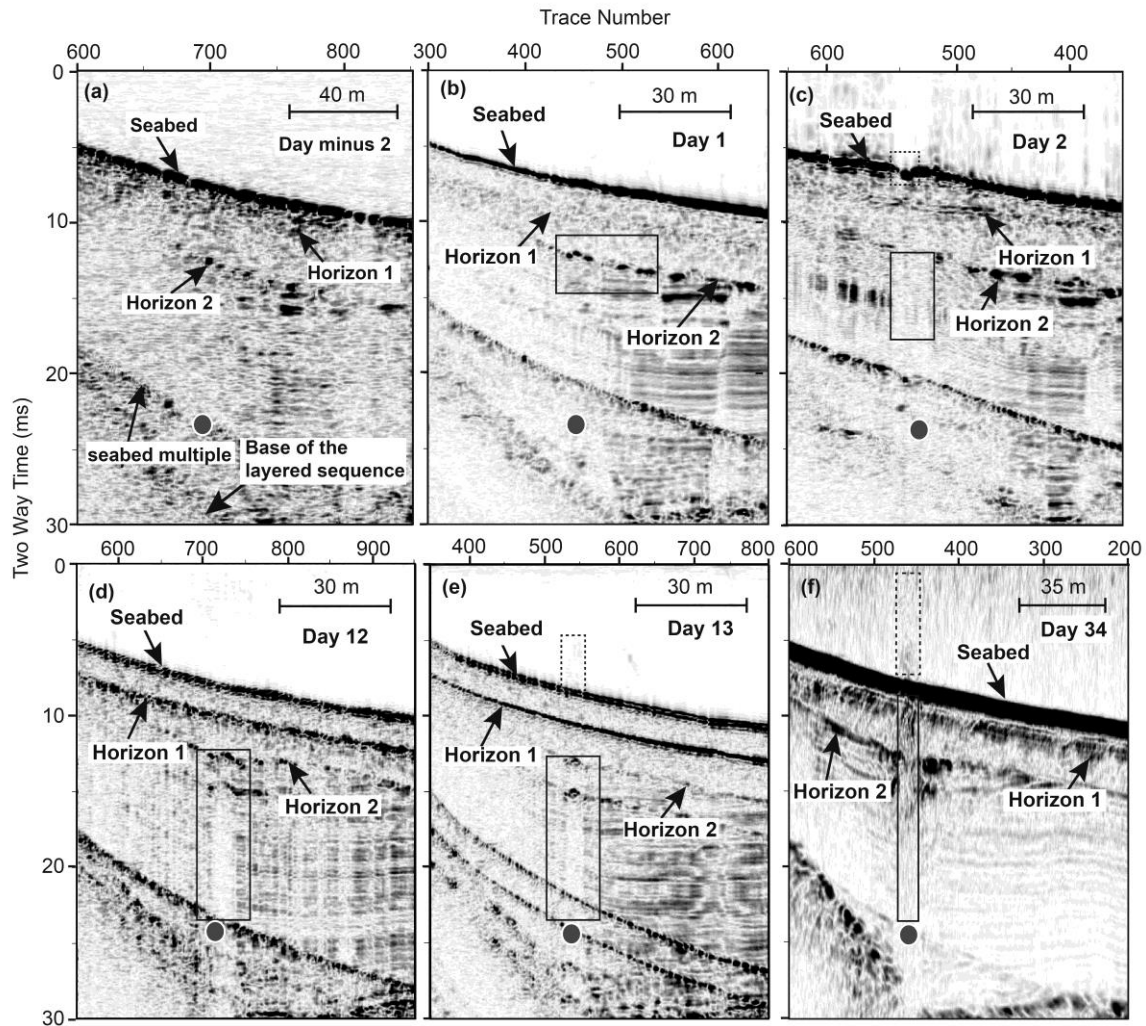 Trace Number
600 700 800
300 400 500 600
600 500 400
0
(a)
40 m
Seabed
Day minus 2
(b)
30 m
Seabed
Day 1
(c)
30 m
Seabed
Day 2
10
Horizon 1
Horizon 2
Horizon 1
Horizon 2
Horizon 1
Horizon 2
20
seabed multiple
Base of the
layered sequence
30
Two Way Time (ms)
600 700 800 900
400 500 600 700 800
600 500 400 300 200
0
(d)
30 m
Day 12
Seabed
(e)
30 m
Day 13
Seabed
(f)
35 m
Day 34
Seabed
10
Horizon 1
Horizon 2
Horizon 1
Horizon 2
Horizon 2
Horizon 1
20
30